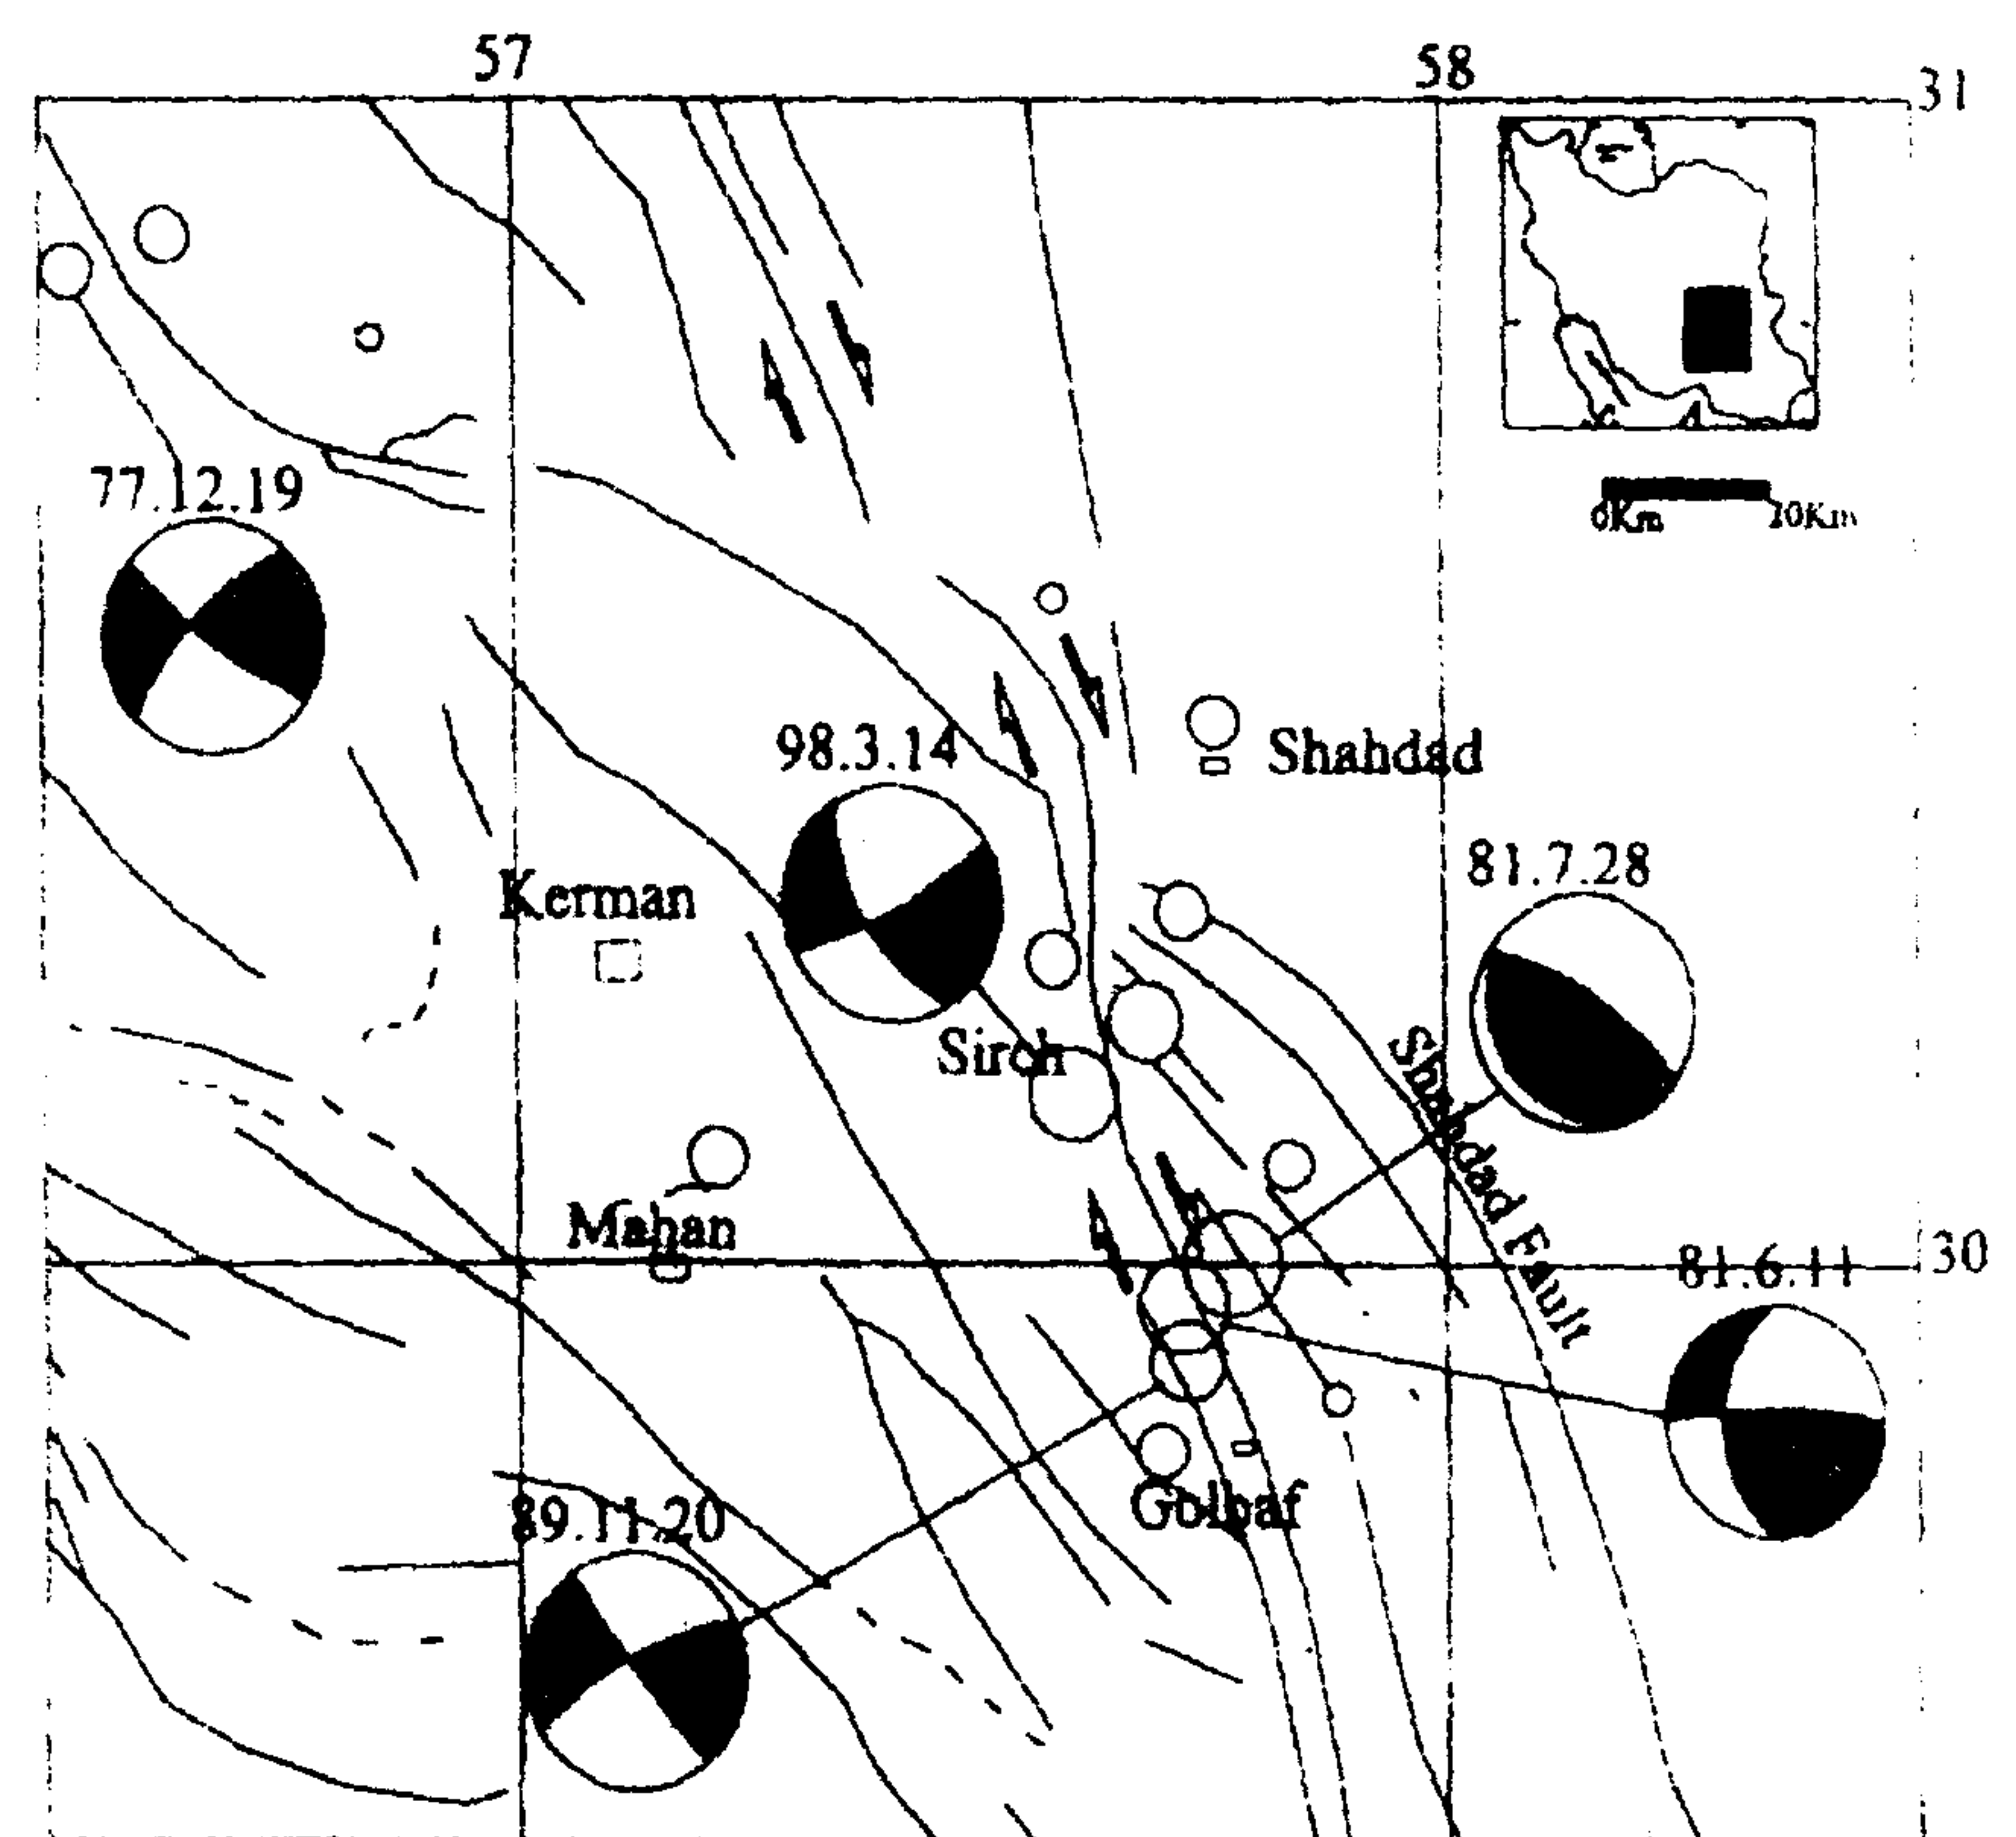 57
58
31
0Km
10Km
77.12.19
98.3.14
Shahdad
81.7.28
Kerman
Sirch
Shahdad Fault
Mahan
30
81.6.11
Golbaf
89.11.20